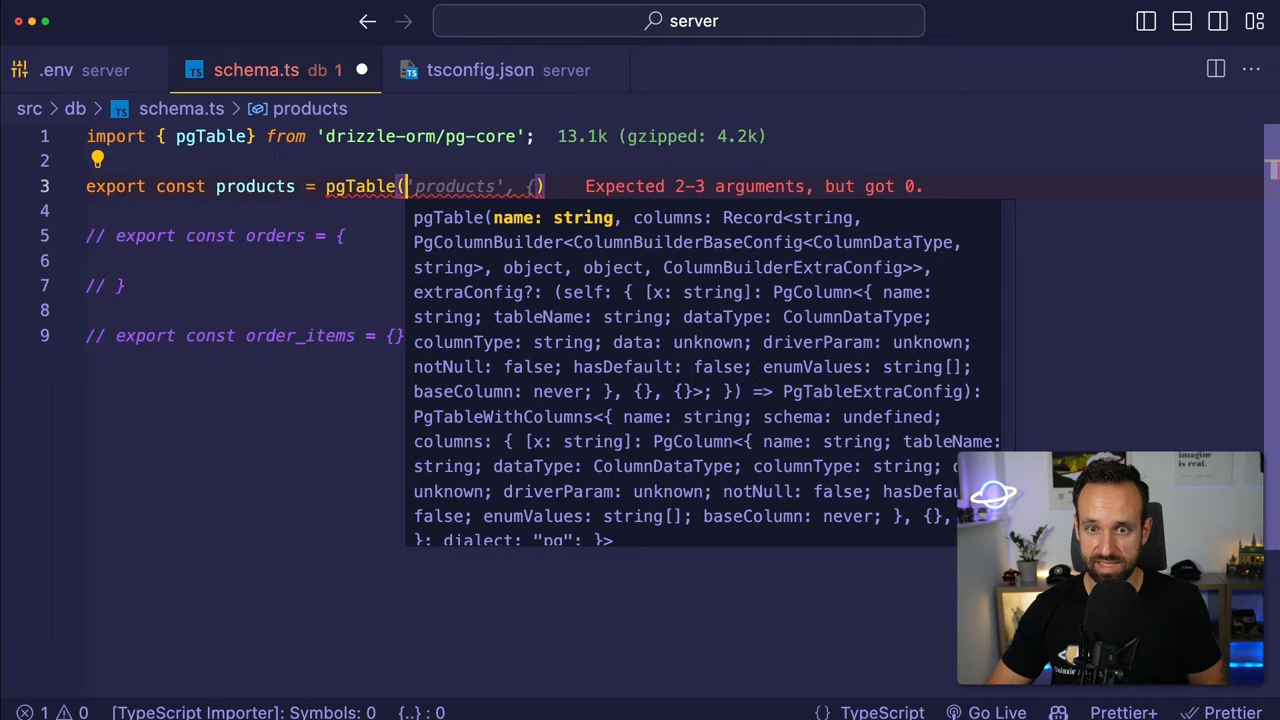 server
TS
.env server
schema.ts db 1
TS
tsconfig.json server
src > db > TS schema.ts > products
1 import { pgTable} from 'drizzle-orm/pg-core'; 13.1k (gzipped: 4.2k)
2
3 export const products = pgTable('products', {) Expected 2-3 arguments, but got 0.
4
5 // export const orders = {
6
7 // }
8
9 // export const order_items = {}
pgTable(name: string, columns: Record<string,
PgColumnBuilder<ColumnBuilderBaseConfig<ColumnDataType,
string>, object, object, ColumnBuilderExtraConfig>>,
extraConfig?: (self: { [x: string]: PgColumn<{ name:
string; tableName: string; dataType: ColumnDataType;
columnType: string; data: unknown; driverParam: unknown;
notNull: false; hasDefault: false; enumValues: string[];
baseColumn: never; }, {}, {}>; }) => PgTableExtraConfig):
PgTableWithColumns<{ name: string; schema: undefined;
columns: { [x: string]: PgColumn<{ name: string; tableName:
string; dataType: ColumnDataType; columnType: string;
unknown; driverParam: unknown; notNull: false;
false; enumValues: string[]; baseColumn: never; }, {},
}; dialect: "pg"; }>
imagine
is real.
1 0 [TypeScript Importer]: Symbols: 0 {..} : 0 {} TypeScript Go Live Prettier+ Prettier